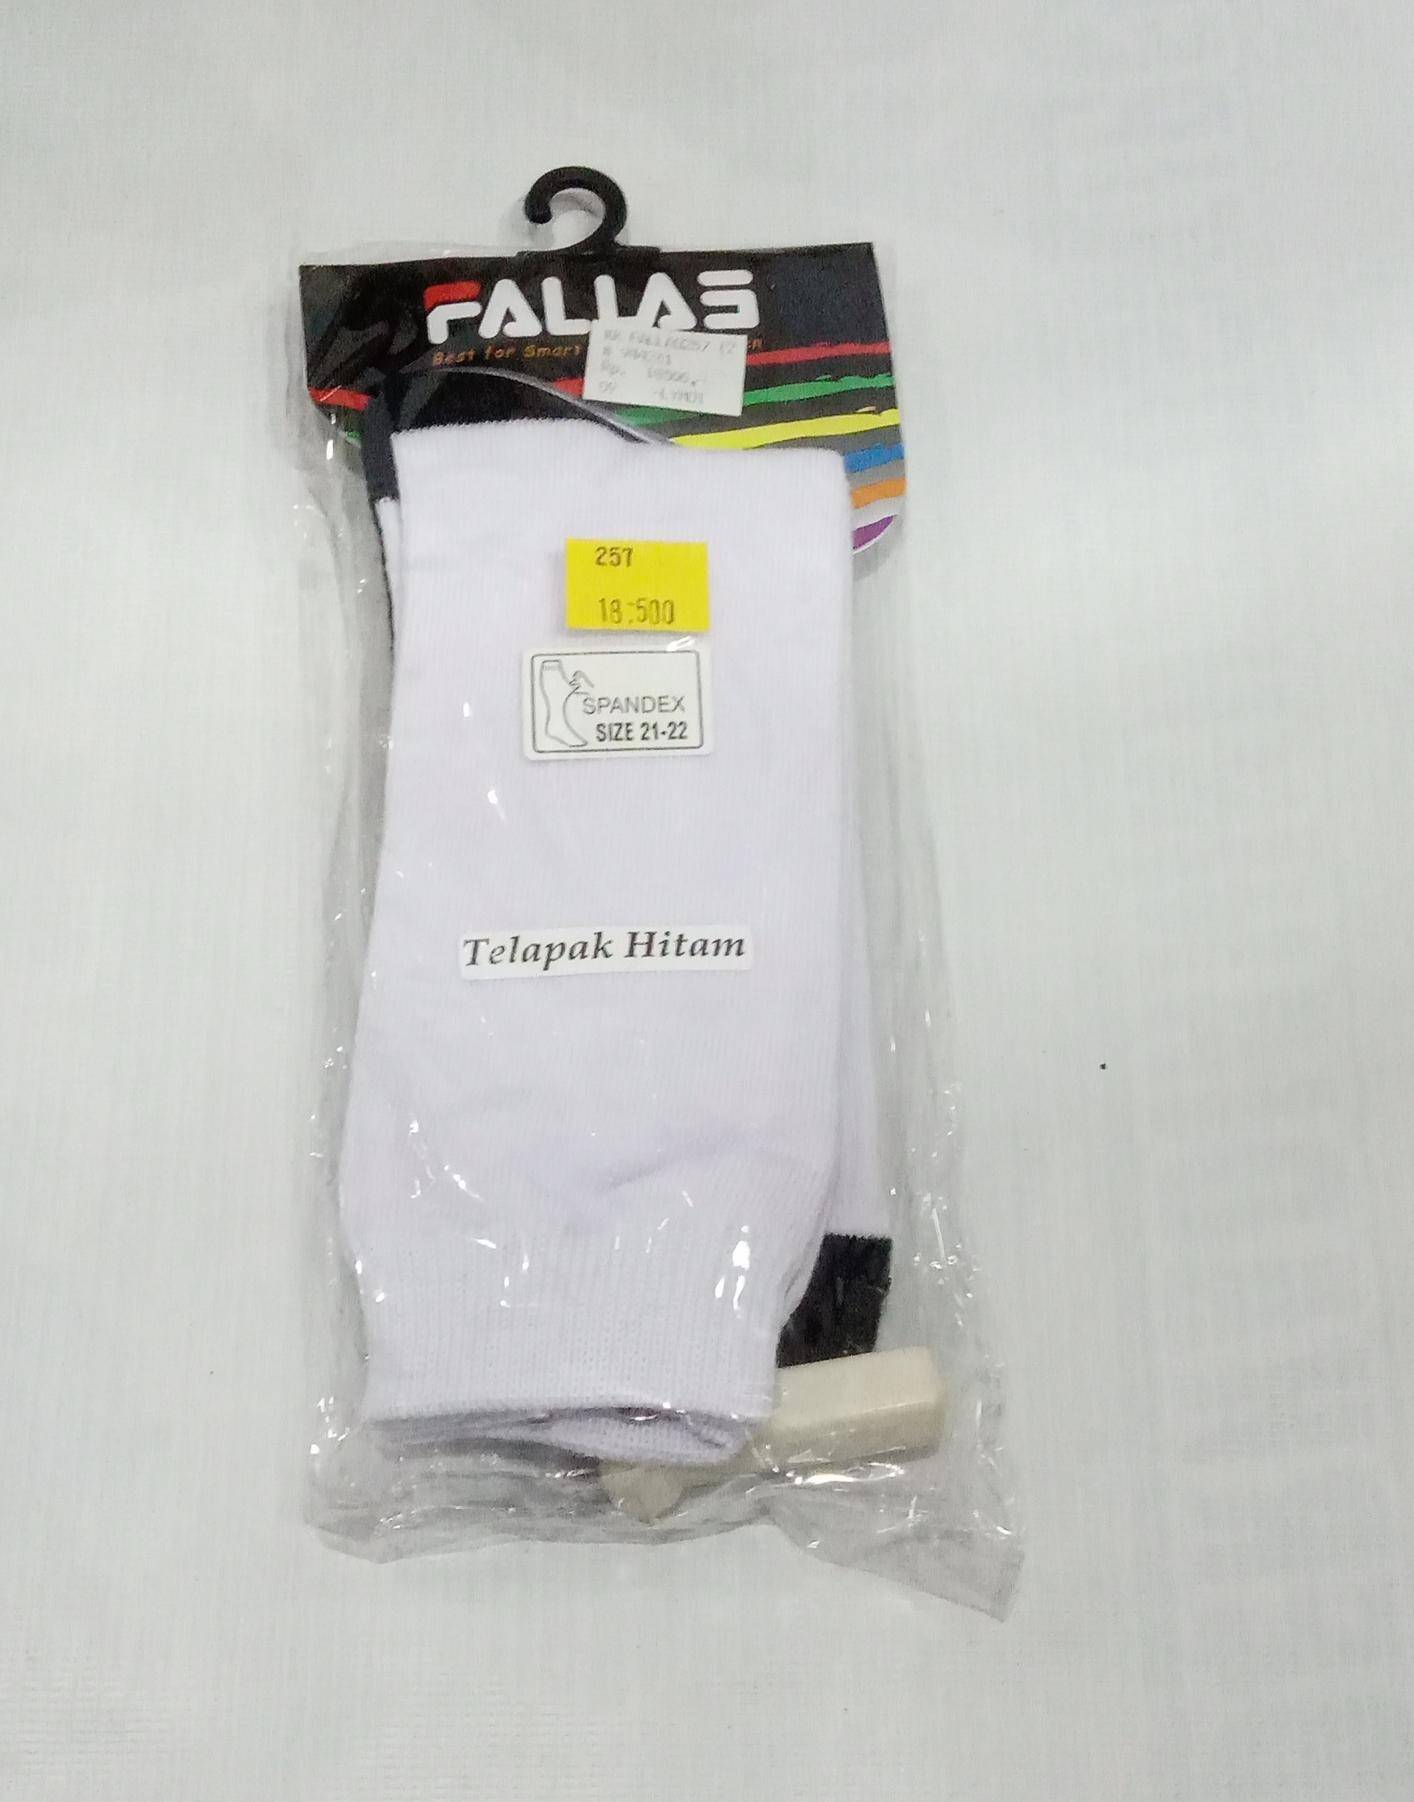 FALLAS
Best for Smart
257
18.500
SPANDEX
SIZE 21-22
Telapak Hitam